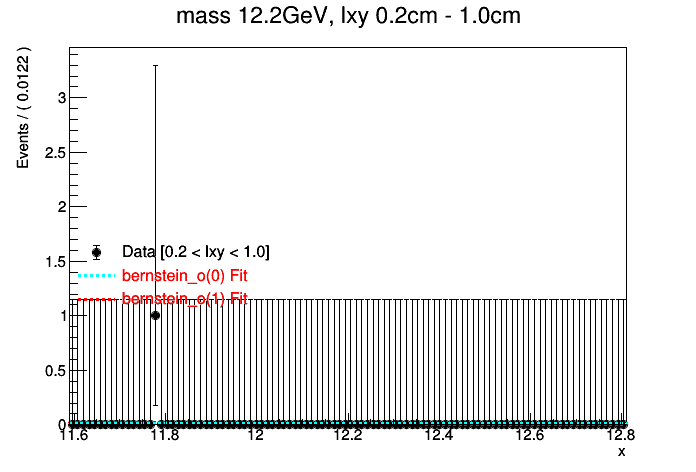 mass 12.2GeV, lxy 0.2cm - 1.0cm
Events / ( 0.0122 )
3
2.5
2
Data [0.2 < lxy < 1.0]
1.5
bernstein_o(0) Fit
bernstein_o(1) Fit
1
0.5
0
11.6 11.8 12 12.2 12.4 12.6 12.8
x